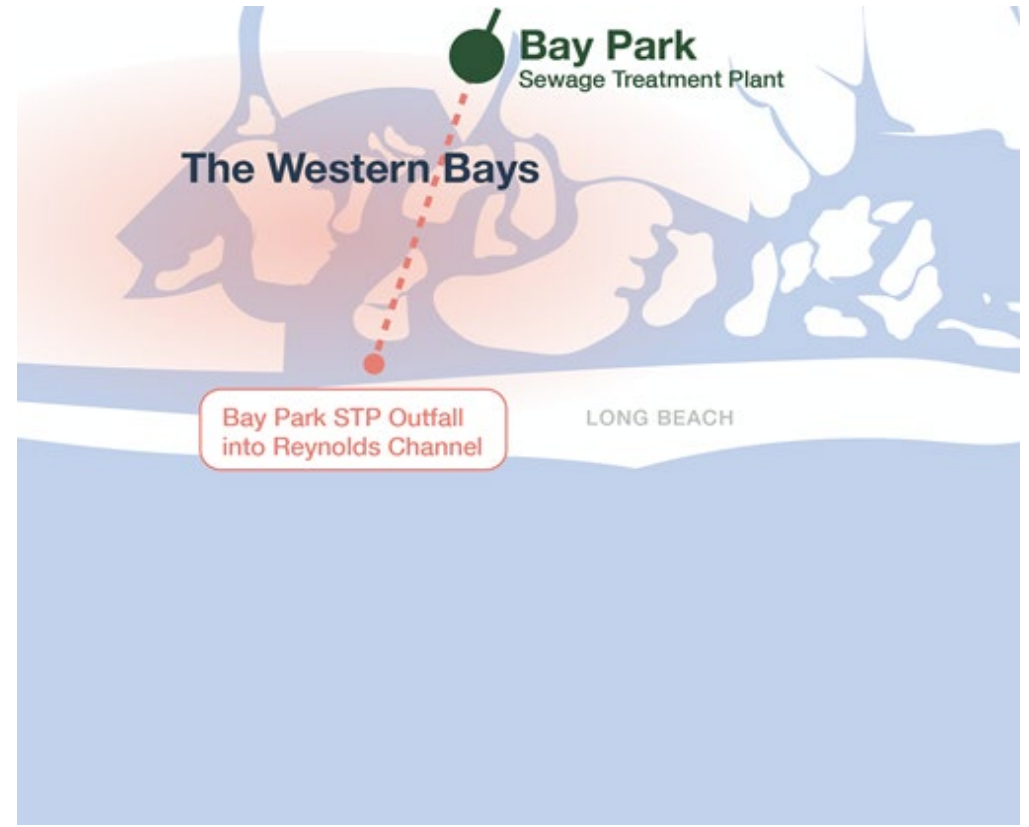 Bay Park
Sewage Treatment Plant
The Western Bays
Bay Park STP Outfall
into Reynolds Channel
LONG BEACH